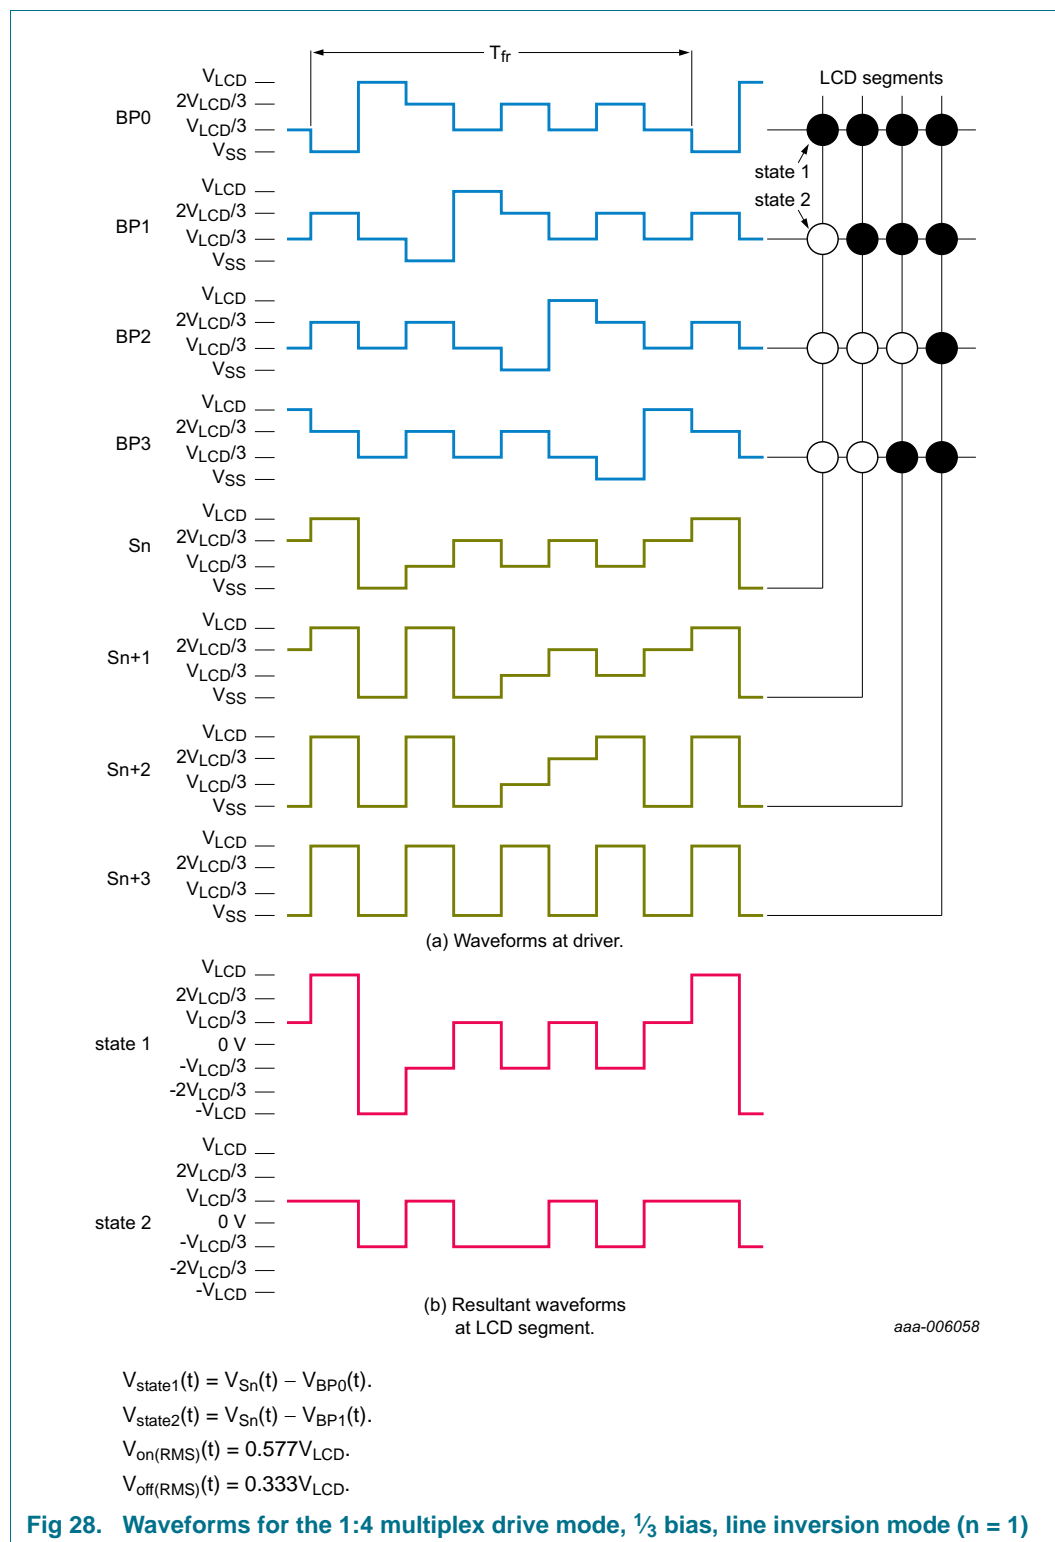 Tfr
VLCD
2VLCD/3
BP0
VLCD/3
VSS
LCD segments
state 1
state 2
VLCD
2VLCD/3
BP1
VLCD/3
VSS
VLCD
2VLCD/3
BP2
VLCD/3
VSS
VLCD
2VLCD/3
BP3
VLCD/3
VSS
VLCD
Sn
2VLCD/3
VLCD/3
VSS
VLCD
Sn+1
2VLCD/3
VLCD/3
VSS
VLCD
Sn+2
2VLCD/3
VLCD/3
VSS
VLCD
Sn+3
2VLCD/3
VLCD/3
VSS
(a) Waveforms at driver.
VLCD
2VLCD/3
VLCD/3
state 1
0 V
-VLCD/3
-2VLCD/3
-VLCD
VLCD
2VLCD/3
VLCD/3
state 2
0 V
-VLCD/3
-2VLCD/3
-VLCD
(b) Resultant waveforms
at LCD segment.
aaa-006058
Vstate1(t) = VSn(t) − VBP0(t).
Vstate2(t) = VSn(t) − VBP1(t).
Von(RMS)(t) = 0.577VLCD.
Voff(RMS)(t) = 0.333VLCD.
Fig 28. Waveforms for the 1:4 multiplex drive mode, 1⁄3 bias, line inversion mode (n = 1)